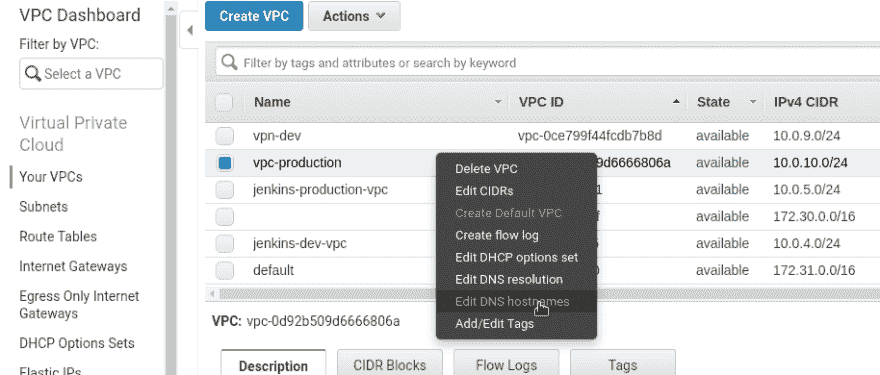 VPC Dashboard
Filter by VPC:
Select a VPC
Virtual Private
Cloud
Your VPCs
Subnets
Route Tables
Internet Gateways
Egress Only Internet
Gateways
DHCP Options Sets
Elastic IPs
Create VPC Actions
Filter by tags and attributes or search by keyword
Name VPC ID State IPv4 CIDR
vpn-dev vpc-0ce799f44fcdb7b8d available 10.0.9.0/24
vpc-production 9d6666806a available 10.0.10.0/24
jenkins-production-vpc 1 available 10.0.5.0/24
f available 172.30.0.0/16
jenkins-dev-vpc available 10.0.4.0/24
default 0 available 172.31.0.0/16
Delete VPC
Edit CIDRs
Create Default VPC
Create flow log
Edit DHCP options set
Edit DNS resolution
Edit DNS hostnames
Add/Edit Tags
VPC: vpc-0d92b509d6666806a
Description CIDR Blocks Flow Logs Tags